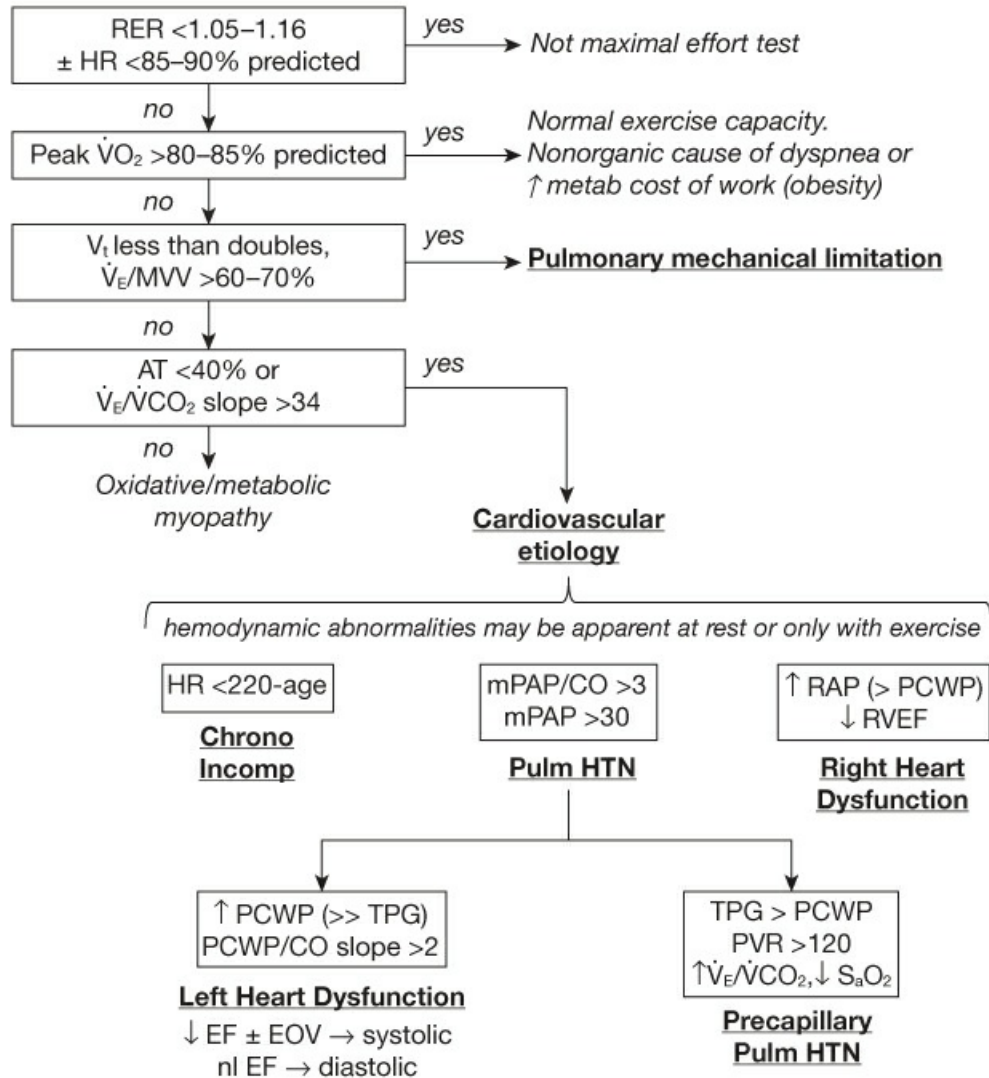 RER <1.05–1.16
± HR <85–90% predicted
yes
Not maximal effort test
no
Peak V̇O₂ >80–85% predicted
yes
Normal exercise capacity.
Nonorganic cause of dyspnea or
↑ metab cost of work (obesity)
no
Vₜ less than doubles,
V̇ᴇ/MVV >60–70%
yes
Pulmonary mechanical limitation
no
AT <40% or
V̇ᴇ/V̇CO₂ slope >34
yes
no
Oxidative/metabolic
myopathy
Cardiovascular
etiology
hemodynamic abnormalities may be apparent at rest or only with exercise
HR <220-age
Chrono
Incomp
mPAP/CO >3
mPAP >30
Pulm HTN
↑ RAP (> PCWP)
↓ RVEF
Right Heart
Dysfunction
↑ PCWP (>> TPG)
PCWP/CO slope >2
Left Heart Dysfunction
↓ EF ± EOV → systolic
nl EF → diastolic
TPG > PCWP
PVR >120
↑V̇ᴇ/V̇CO₂,↓ SₐO₂
Precapillary
Pulm HTN